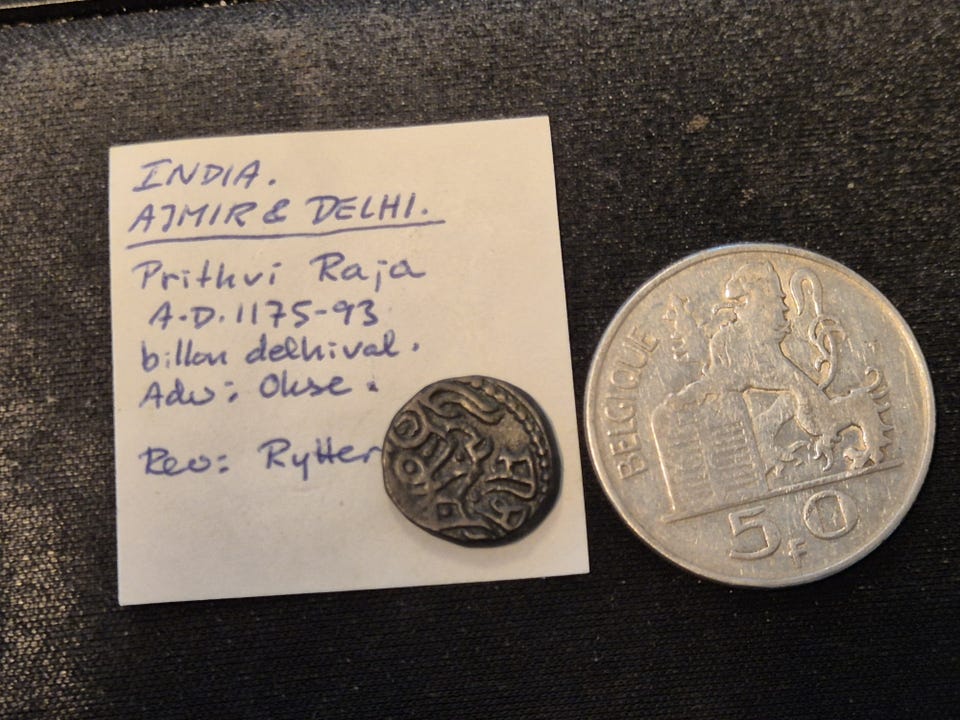 INDIA.
AJMIR & DELHI.
Prithvi Raja
A.D. 1175-93
billon delhival.
Adv: Okse.
Rev: Rytter
BELGIQUE
50
F